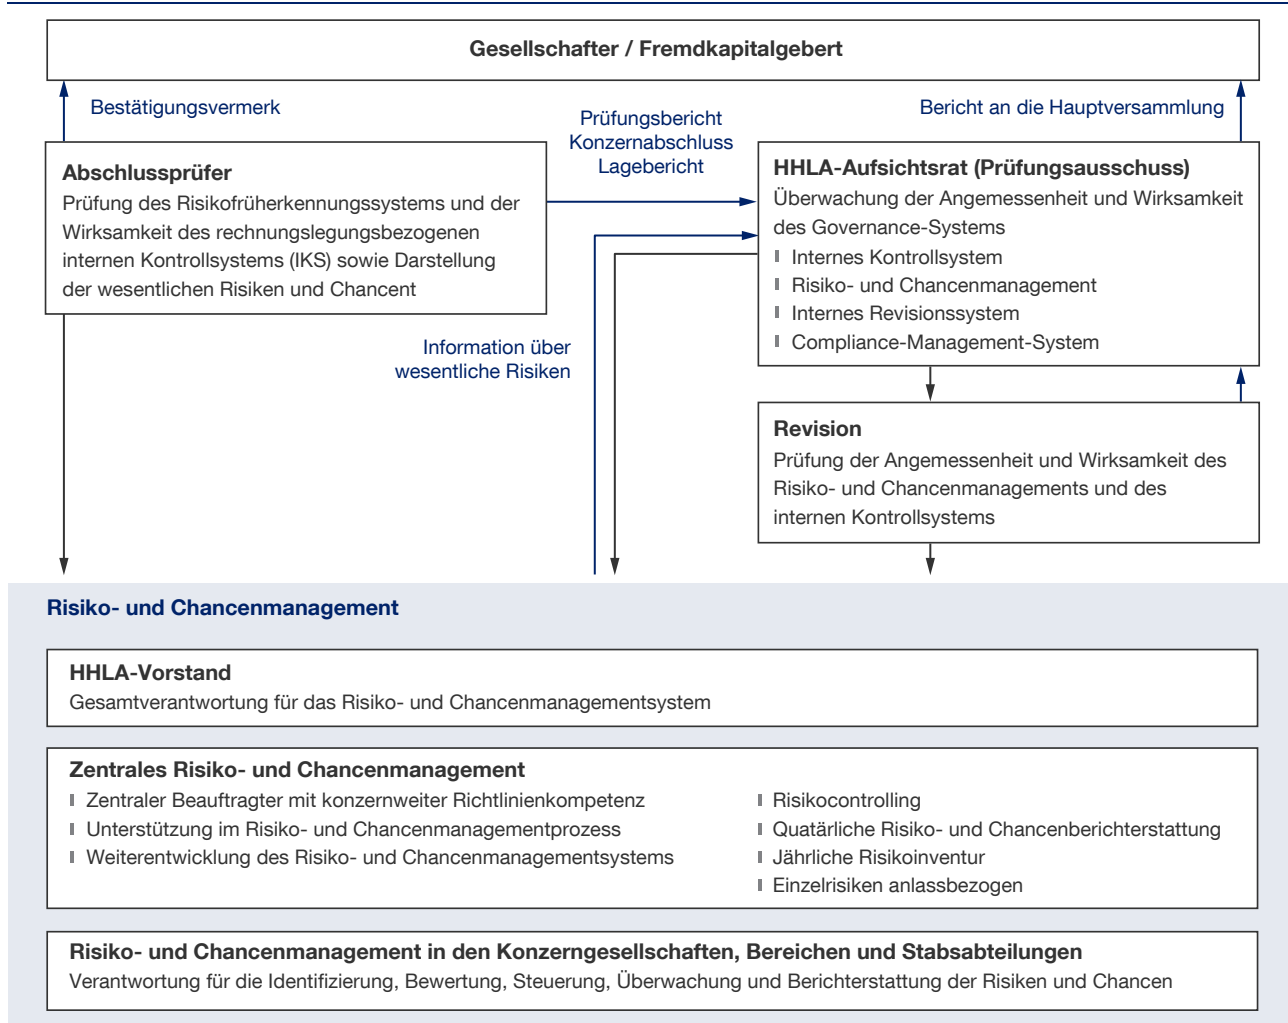 Gesellschafter / Fremdkapitalgebert
Bestätigungsvermerk
Prüfungsbericht
Konzernabschluss
Lagebericht
Bericht an die Hauptversammlung
Abschlussprüfer
Prüfung des Risikofrüherkennungssystems und der
Wirksamkeit des rechnungslegungsbezogenen
internen Kontrollsystems (IKS) sowie Darstellung
der wesentlichen Risiken und Chancent
HHLA-Aufsichtsrat (Prüfungsausschuss)
Überwachung der Angemessenheit und Wirksamkeit
des Governance-Systems
Internes Kontrollsystem
Risiko- und Chancenmanagement
Internes Revisionssystem
Compliance-Management-System
Information über
wesentliche Risiken
Revision
Prüfung der Angemessenheit und Wirksamkeit des
Risiko- und Chancenmanagements und des
internen Kontrollsystems
Risiko- und Chancenmanagement
HHLA-Vorstand
Gesamtverantwortung für das Risiko- und Chancenmanagementsystem
Zentrales Risiko- und Chancenmanagement
Zentraler Beauftragter mit konzernweiter Richtlinienkompetenz
Unterstützung im Risiko- und Chancenmanagementprozess
Weiterentwicklung des Risiko- und Chancenmanagementsystems
Risikocontrolling
Quatärliche Risiko- und Chancenberichterstattung
Jährliche Risikoinventur
Einzelrisiken anlassbezogen
Risiko- und Chancenmanagement in den Konzerngesellschaften, Bereichen und Stabsabteilungen
Verantwortung für die Identifizierung, Bewertung, Steuerung, Überwachung und Berichterstattung der Risiken und Chancen